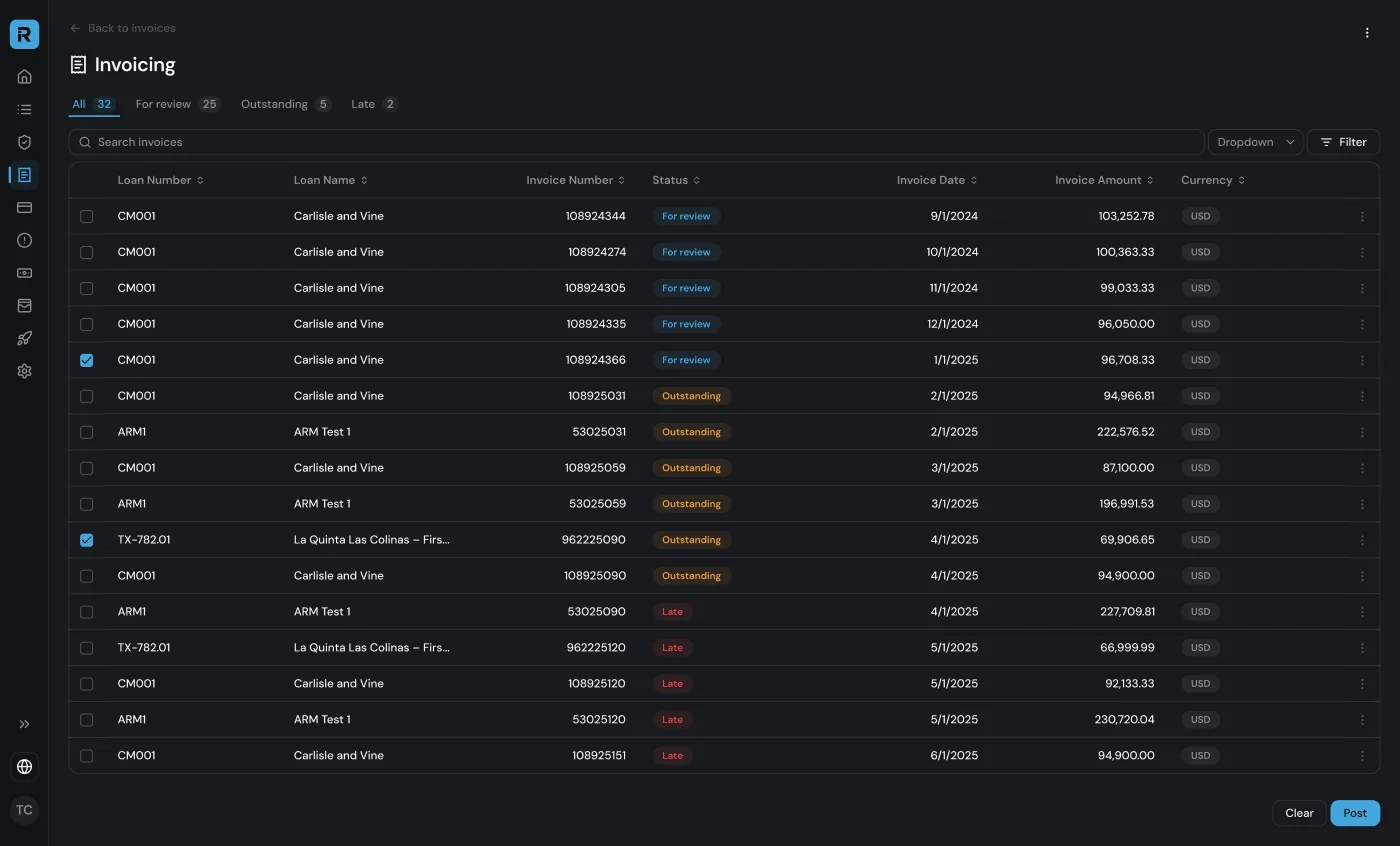 R
Back to invoices
Invoicing
All 32 For review 25 Outstanding 5 Late 2
Search invoices Dropdown Filter
Loan Number Loan Name Invoice Number Status Invoice Date Invoice Amount Currency
CM001 Carlisle and Vine 108924344 For review 9/1/2024 103,252.78 USD
CM001 Carlisle and Vine 108924274 For review 10/1/2024 100,363.33 USD
CM001 Carlisle and Vine 108924305 For review 11/1/2024 99,033.33 USD
CM001 Carlisle and Vine 108924335 For review 12/1/2024 96,050.00 USD
CM001 Carlisle and Vine 108924366 For review 1/1/2025 96,708.33 USD
CM001 Carlisle and Vine 108925031 Outstanding 2/1/2025 94,966.81 USD
ARM1 ARM Test 1 53025031 Outstanding 2/1/2025 222,576.52 USD
CM001 Carlisle and Vine 108925059 Outstanding 3/1/2025 87,100.00 USD
ARM1 ARM Test 1 53025059 Outstanding 3/1/2025 196,991.53 USD
TX-782.01 La Quinta Las Colinas – Firs... 962225090 Outstanding 4/1/2025 69,906.65 USD
CM001 Carlisle and Vine 108925090 Outstanding 4/1/2025 94,900.00 USD
ARM1 ARM Test 1 53025090 Late 4/1/2025 227,709.81 USD
TX-782.01 La Quinta Las Colinas – Firs... 962225120 Late 5/1/2025 66,999.99 USD
CM001 Carlisle and Vine 108925120 Late 5/1/2025 92,133.33 USD
ARM1 ARM Test 1 53025120 Late 5/1/2025 230,720.04 USD
CM001 Carlisle and Vine 108925151 Late 6/1/2025 94,900.00 USD
TC
Clear Post